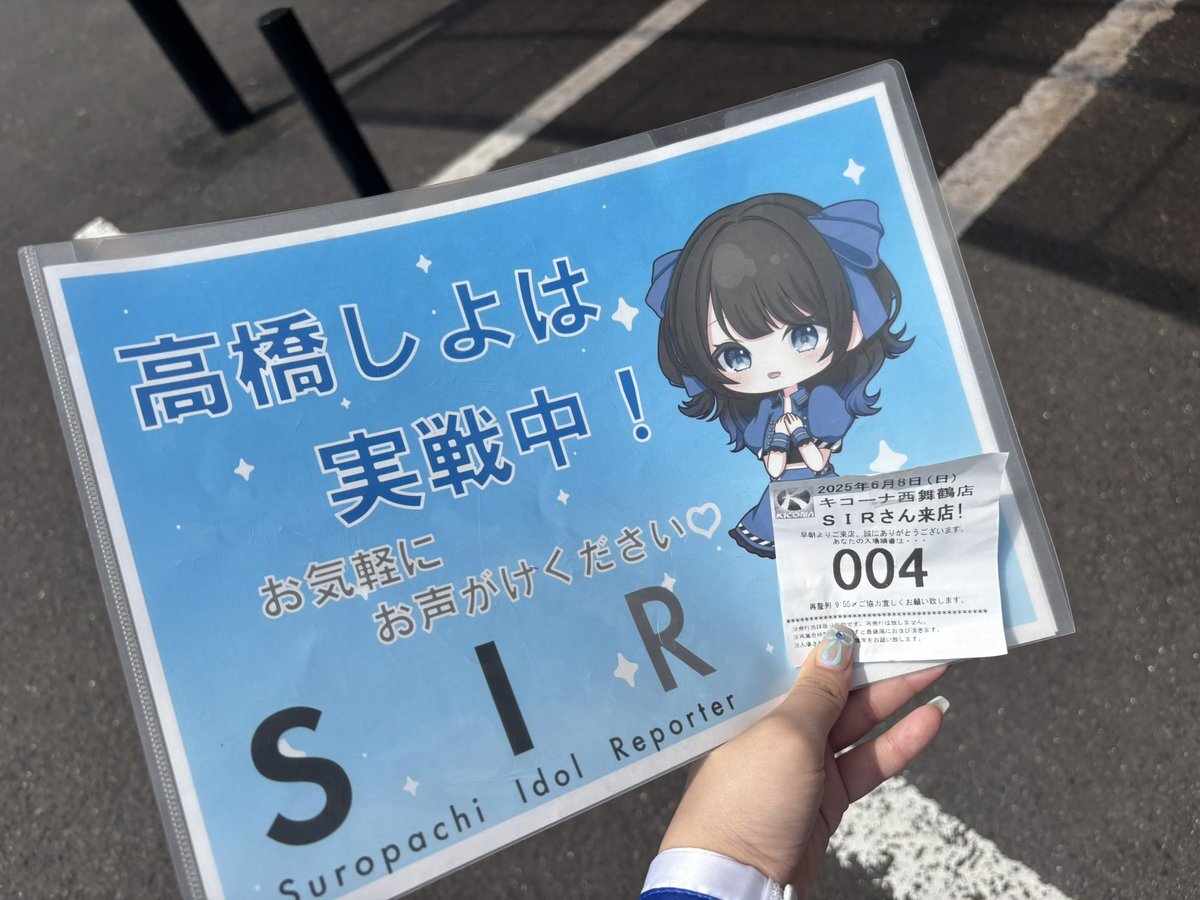 高橋しよは
実戦中!
お気軽に
お声がけください♡
S I R
Suropachi Idol Reporter
2025年6月8日(日)
KICONA
キコーナ西舞鶴店
SIRさん来店!
早朝よりご来店、誠にありがとうございます。
あなたの入場順番は・・・
004
再整列 9:55〆ご協力宜しくお願い致します。